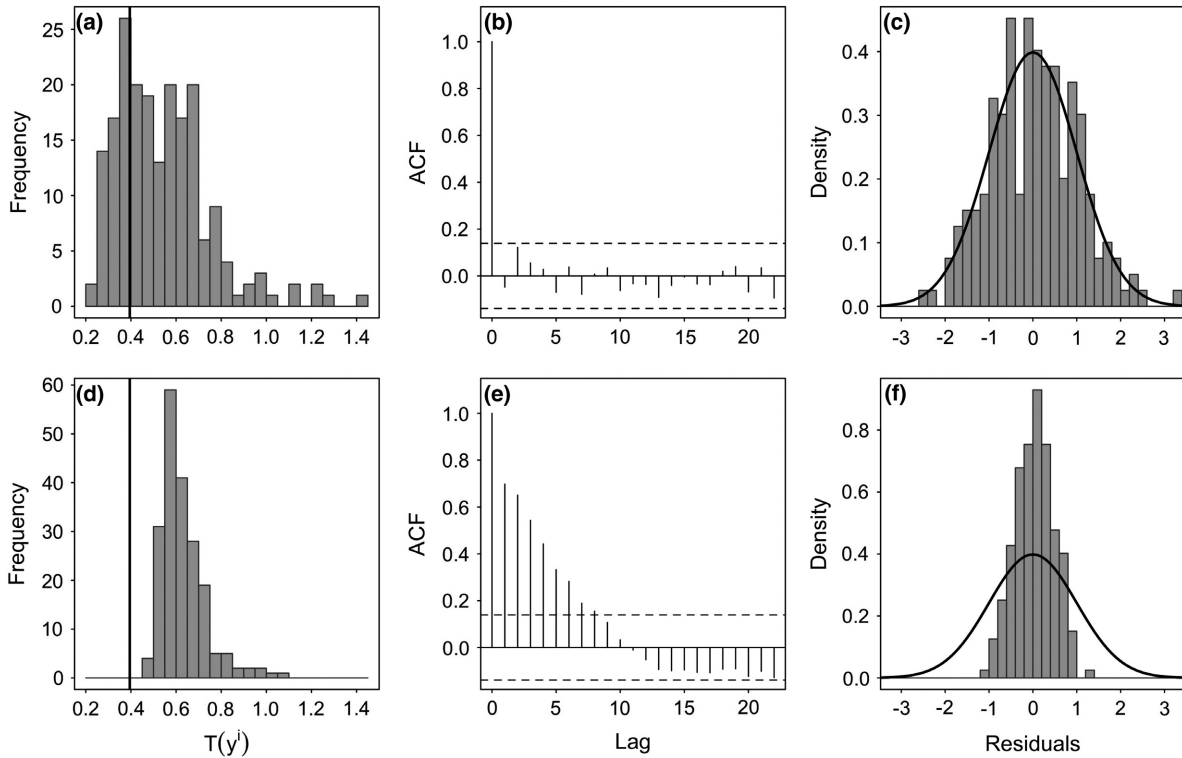 (a)
Frequency
25
20
15
10
5
0
0.2 0.4 0.6 0.8 1.0 1.2 1.4
(b)
ACF
1.0
0.8
0.6
0.4
0.2
0.0
0 5 10 15 20
(c)
Density
0.4
0.3
0.2
0.1
0.0
-3 -2 -1 0 1 2 3
(d)
Frequency
60
50
40
30
20
10
0
0.2 0.4 0.6 0.8 1.0 1.2 1.4
T(yⁱ)
(e)
ACF
1.0
0.8
0.6
0.4
0.2
0.0
0 5 10 15 20
Lag
(f)
Density
0.8
0.6
0.4
0.2
0.0
-3 -2 -1 0 1 2 3
Residuals